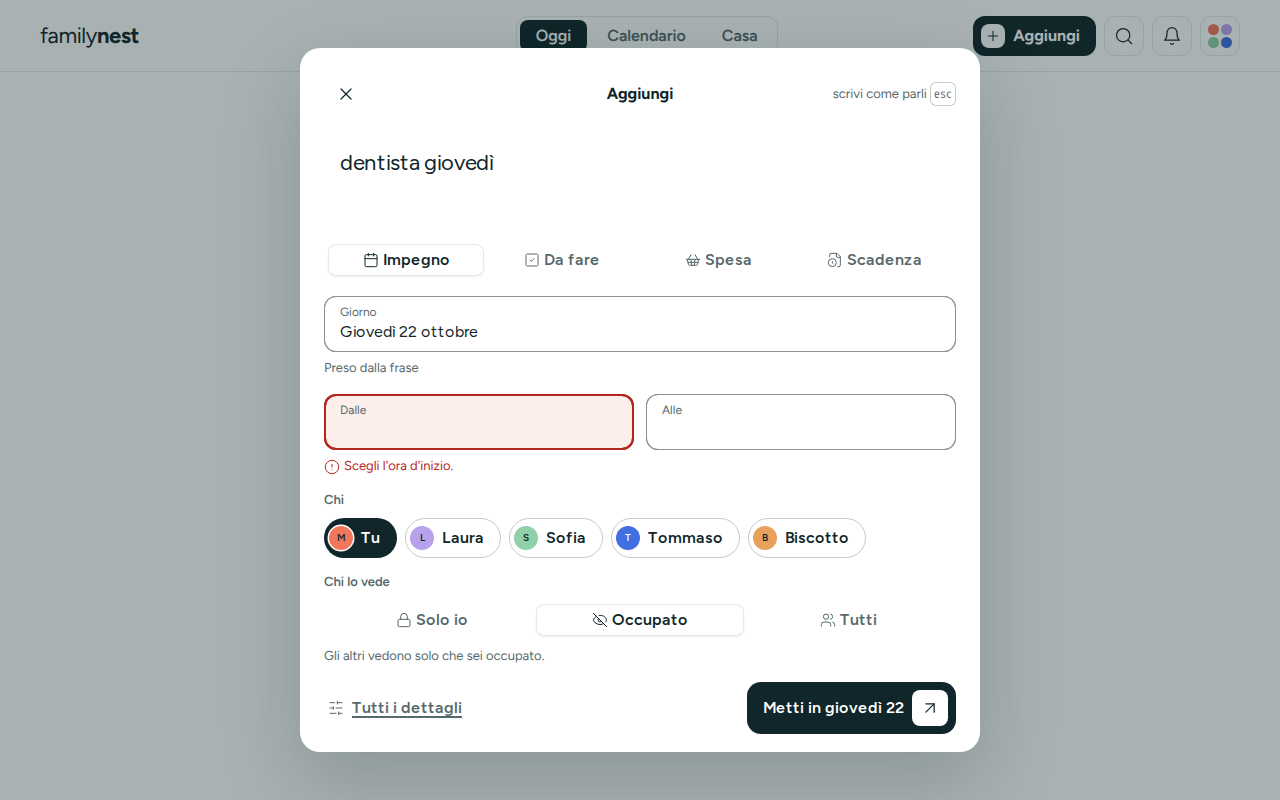 familynest
Oggi Calendario Casa
Aggiungi
Aggiungi
scrivi come parli esc
dentista giovedì
Impegno Da fare Spesa Scadenza
Giorno
Giovedì 22 ottobre
Preso dalla frase
Dalle Alle
Scegli l'ora d'inizio.
Chi
M Tu L Laura S Sofia T Tommaso B Biscotto
Chi lo vede
Solo io Occupato Tutti
Gli altri vedono solo che sei occupato.
Tutti i dettagli Metti in giovedì 22